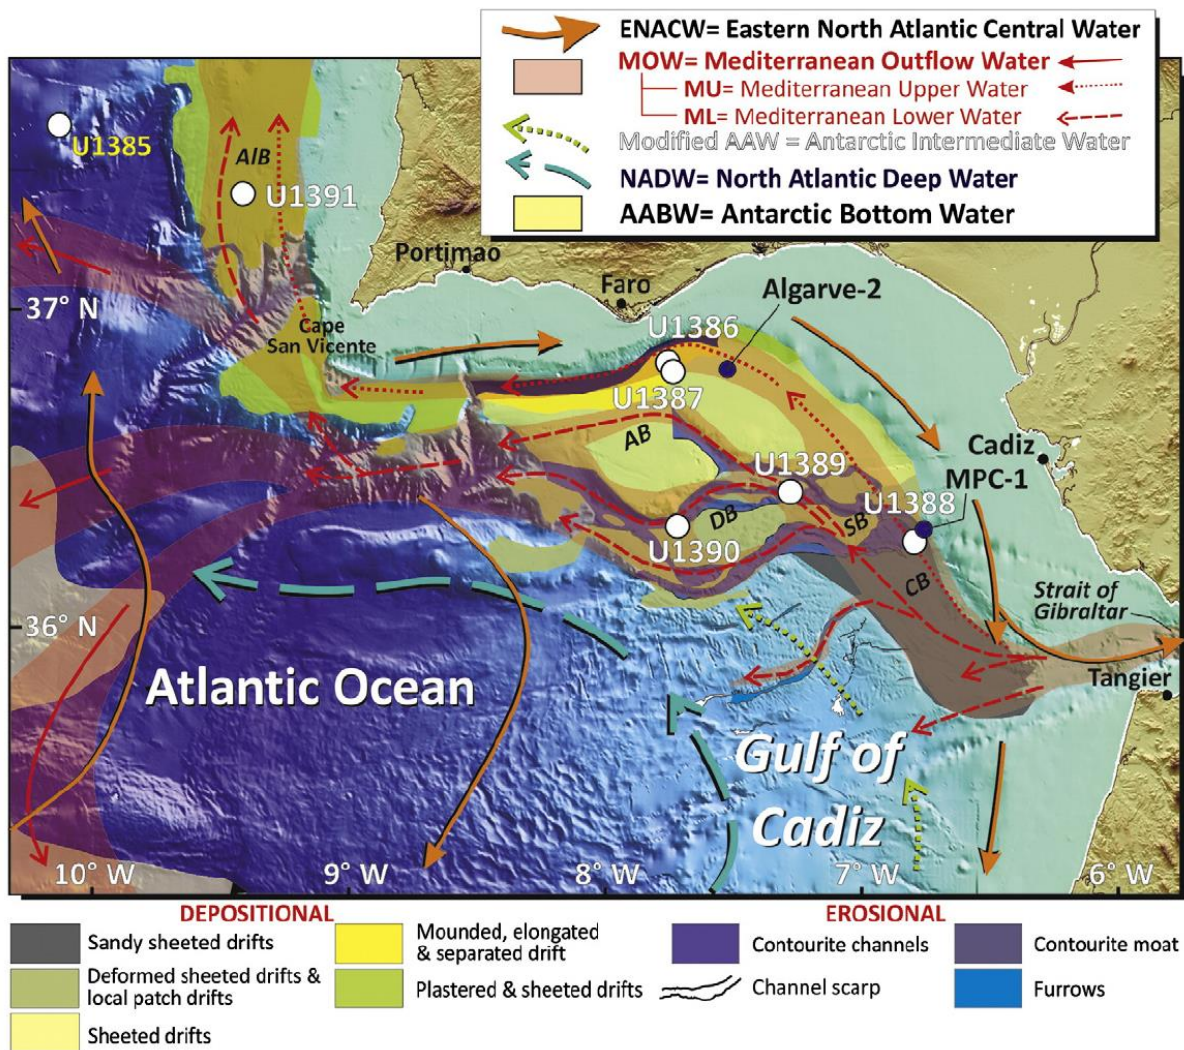 ENACW= Eastern North Atlantic Central Water
MOW= Mediterranean Outflow Water
MU= Mediterranean Upper Water
ML= Mediterranean Lower Water
Modified AAW = Antarctic Intermediate Water
NADW= North Atlantic Deep Water
AABW= Antarctic Bottom Water
U1385
AlB
U1391
Portimao
Faro
Algarve-2
37° N
Cape
San Vicente
U1386
U1387
AB
Cadiz
MPC-1
U1389
U1388
DB
SB
U1390
CB
Strait of
Gibraltar
36° N
Atlantic Ocean
Tangier
Gulf of
Cadiz
10° W
9° W
8° W
7° W
6° W
DEPOSITIONAL
EROSIONAL
Sandy sheeted drifts
Mounded, elongated
& separated drift
Contourite channels
Contourite moat
Deformed sheeted drifts &
local patch drifts
Plastered & sheeted drifts
Channel scarp
Furrows
Sheeted drifts